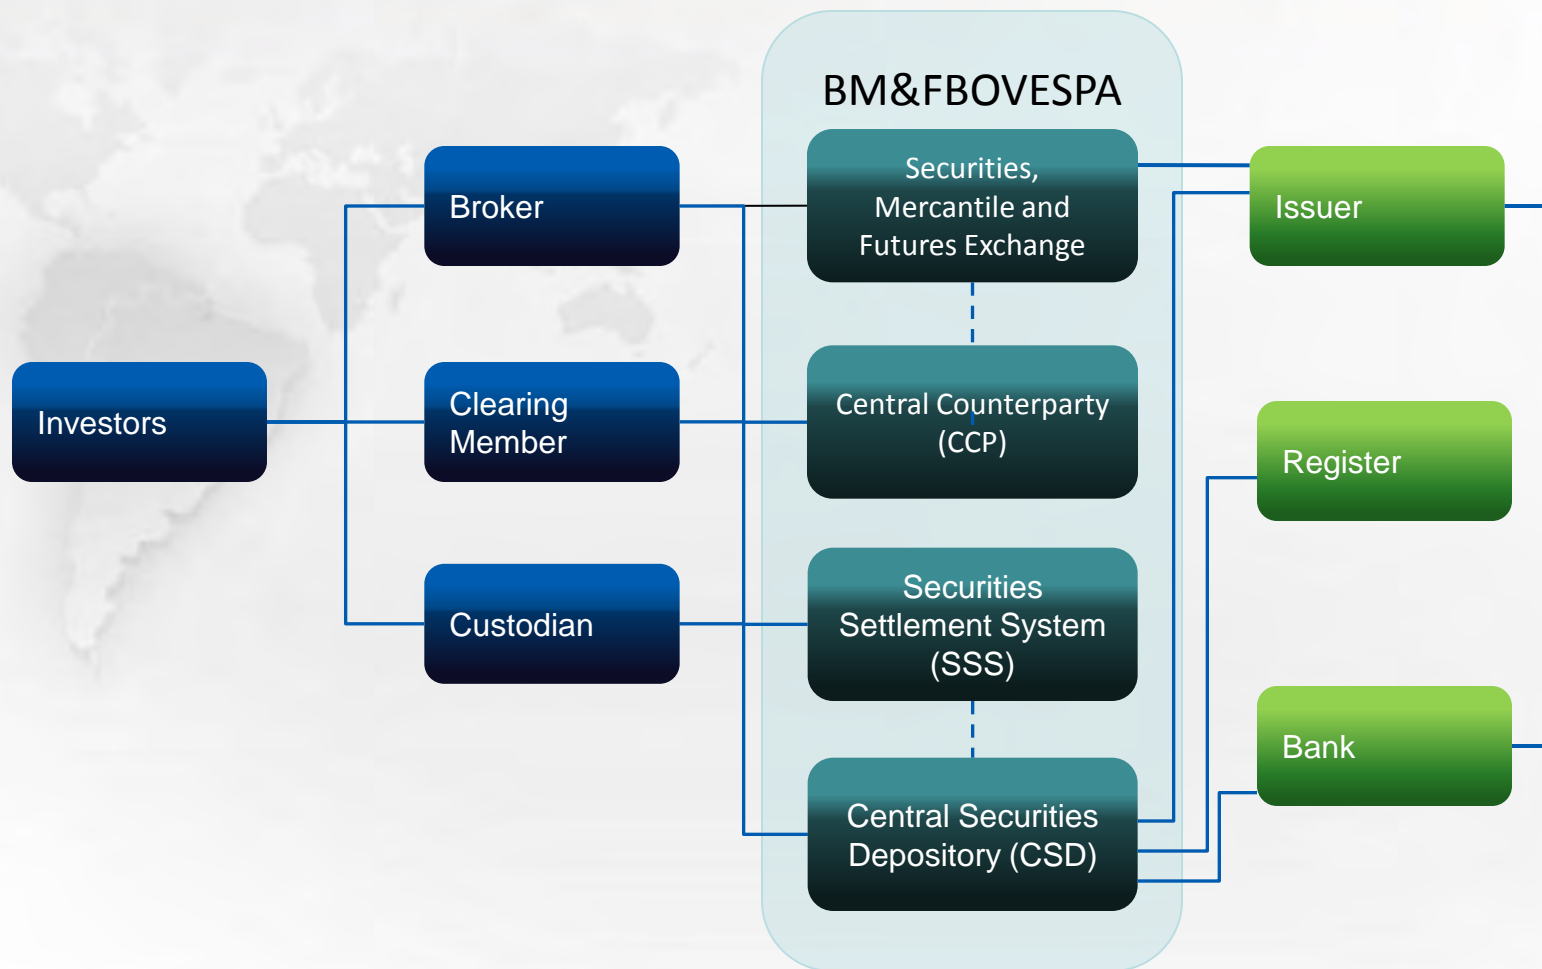 BM&FBOVESPA
Investors
Broker
Clearing
Member
Custodian
Securities,
Mercantile and
Futures Exchange
Central Counterparty
(CCP)
Securities
Settlement System
(SSS)
Central Securities
Depository (CSD)
Issuer
Register
Bank